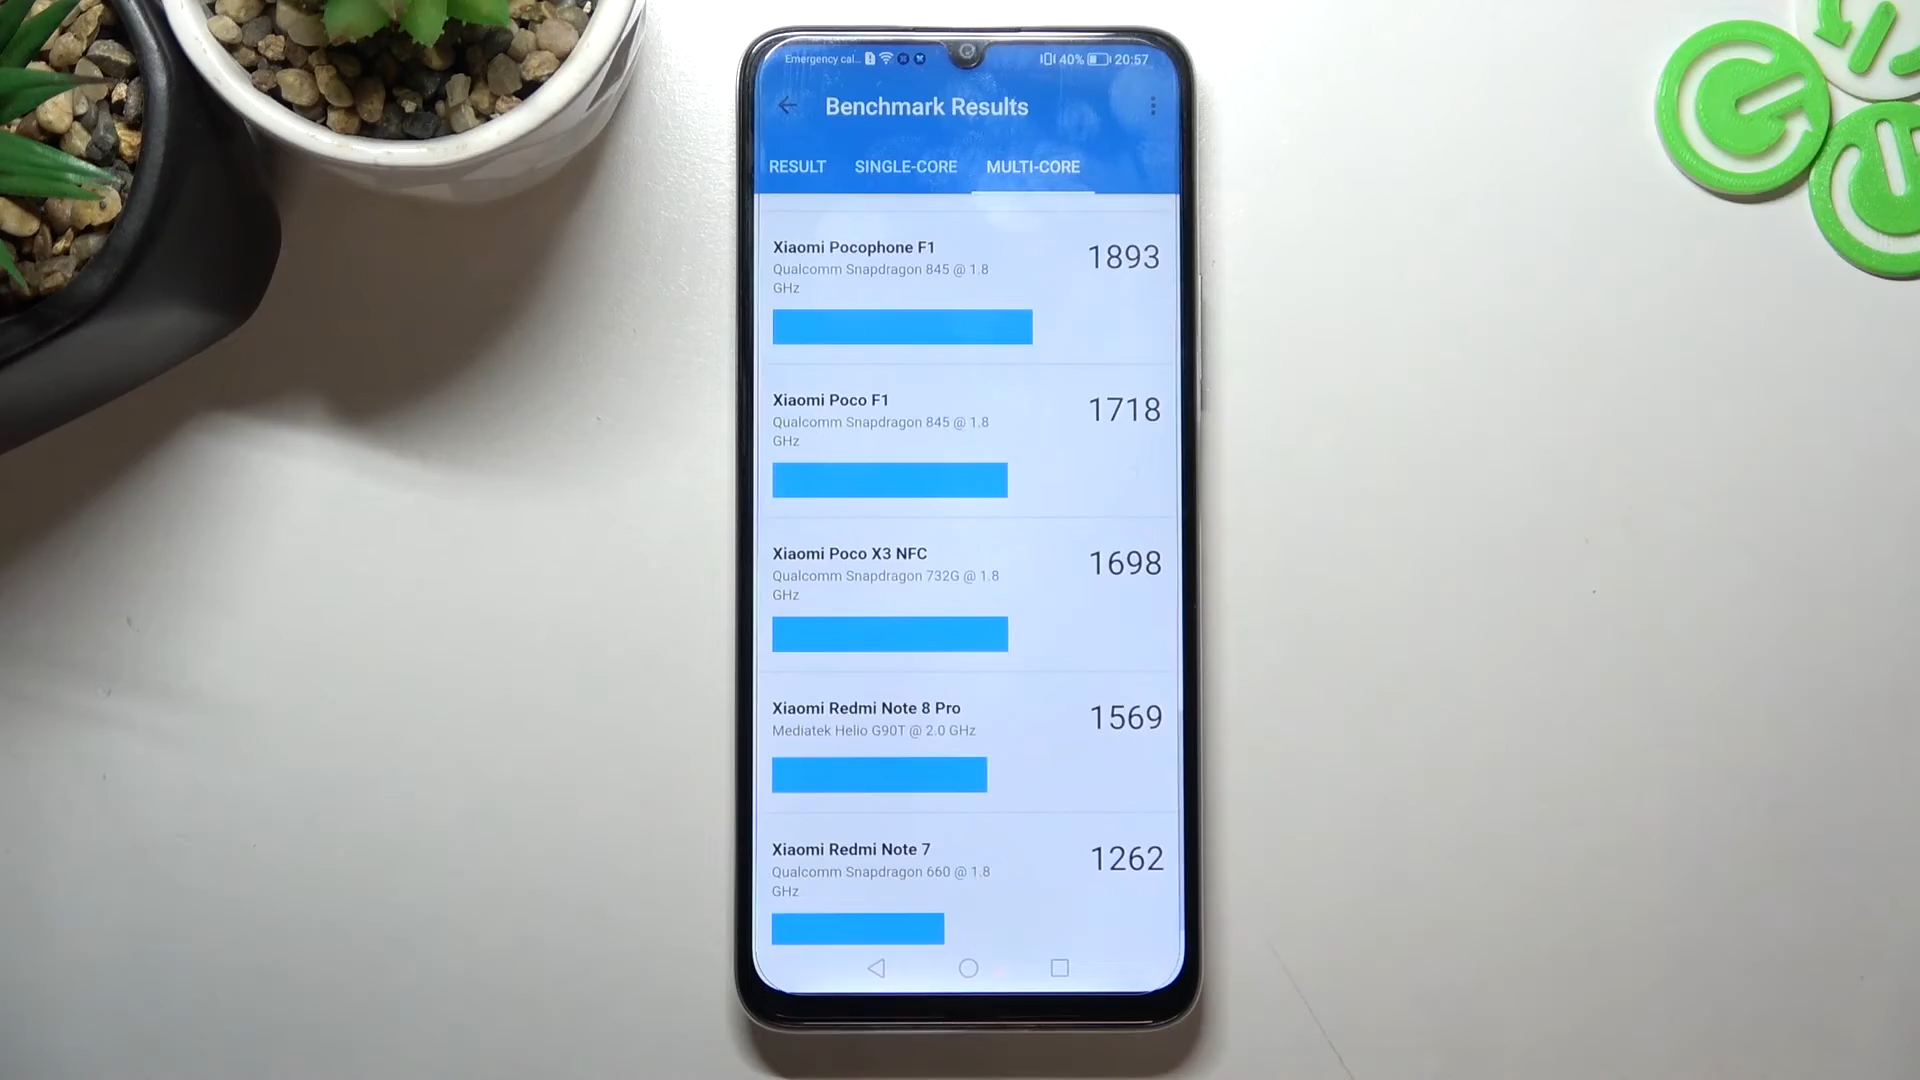 Emergency cal... 40% 20:57
Benchmark Results
RESULT SINGLE-CORE MULTI-CORE
Xiaomi Pocophone F1 1893
Qualcomm Snapdragon 845 @ 1.8
GHz
Xiaomi Poco F1 1718
Qualcomm Snapdragon 845 @ 1.8
GHz
Xiaomi Poco X3 NFC 1698
Qualcomm Snapdragon 732G @ 1.8
GHz
Xiaomi Redmi Note 8 Pro 1569
Mediatek Helio G90T @ 2.0 GHz
Xiaomi Redmi Note 7 1262
Qualcomm Snapdragon 660 @ 1.8
GHz